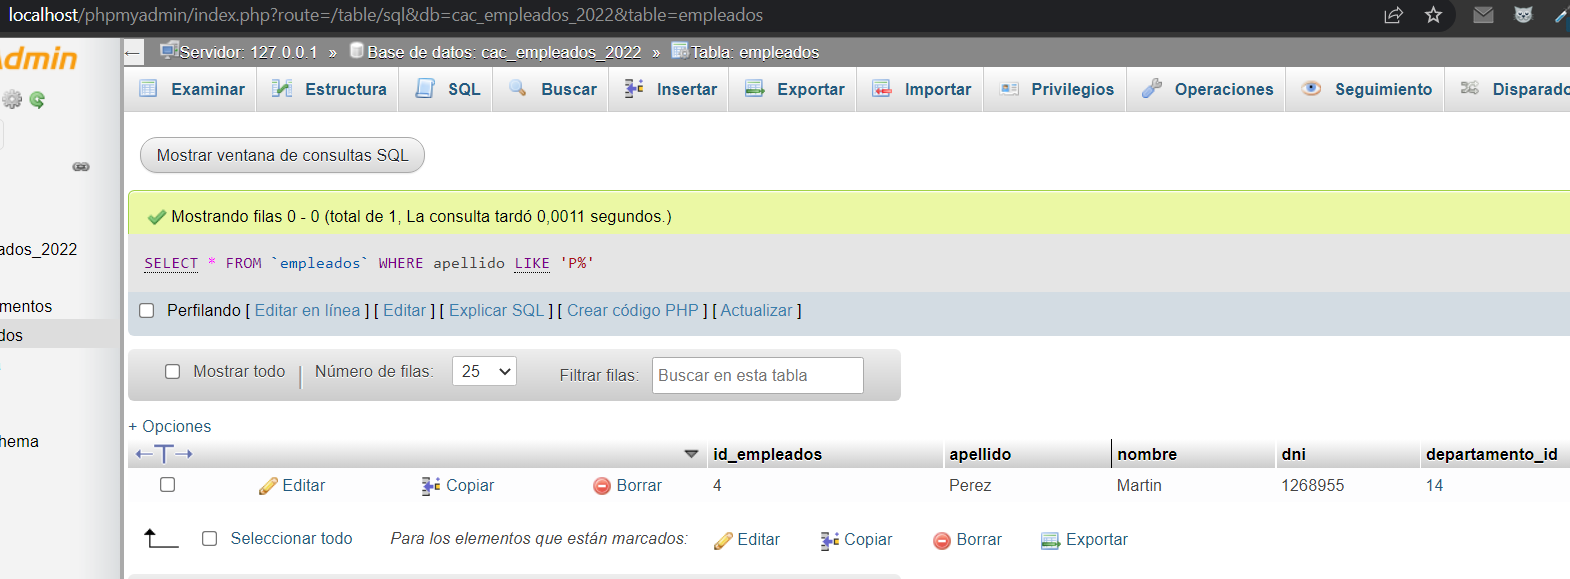 localhost/phpmyadmin/index.php?route=/table/sql&db=cac_empleados_2022&table=empleados
Admin
Servidor: 127.0.0.1 » Base de datos: cac_empleados_2022 » Tabla: empleados
Examinar Estructura SQL Buscar Insertar Exportar Importar Privilegios Operaciones Seguimiento Disparado
Mostrar ventana de consultas SQL
Mostrando filas 0 - 0 (total de 1, La consulta tardó 0,0011 segundos.)
ados_2022
SELECT * FROM `empleados` WHERE apellido LIKE 'P%'
mentos
Perfilando [ Editar en línea ] [ Editar ] [ Explicar SQL ] [ Crear código PHP ] [ Actualizar ]
dos
Mostrar todo | Número de filas: 25 Filtrar filas: Buscar en esta tabla
+ Opciones
hema
←T→ id_empleados apellido nombre dni departamento_id
Editar Copiar Borrar 4 Perez Martin 1268955 14
Seleccionar todo Para los elementos que están marcados: Editar Copiar Borrar Exportar